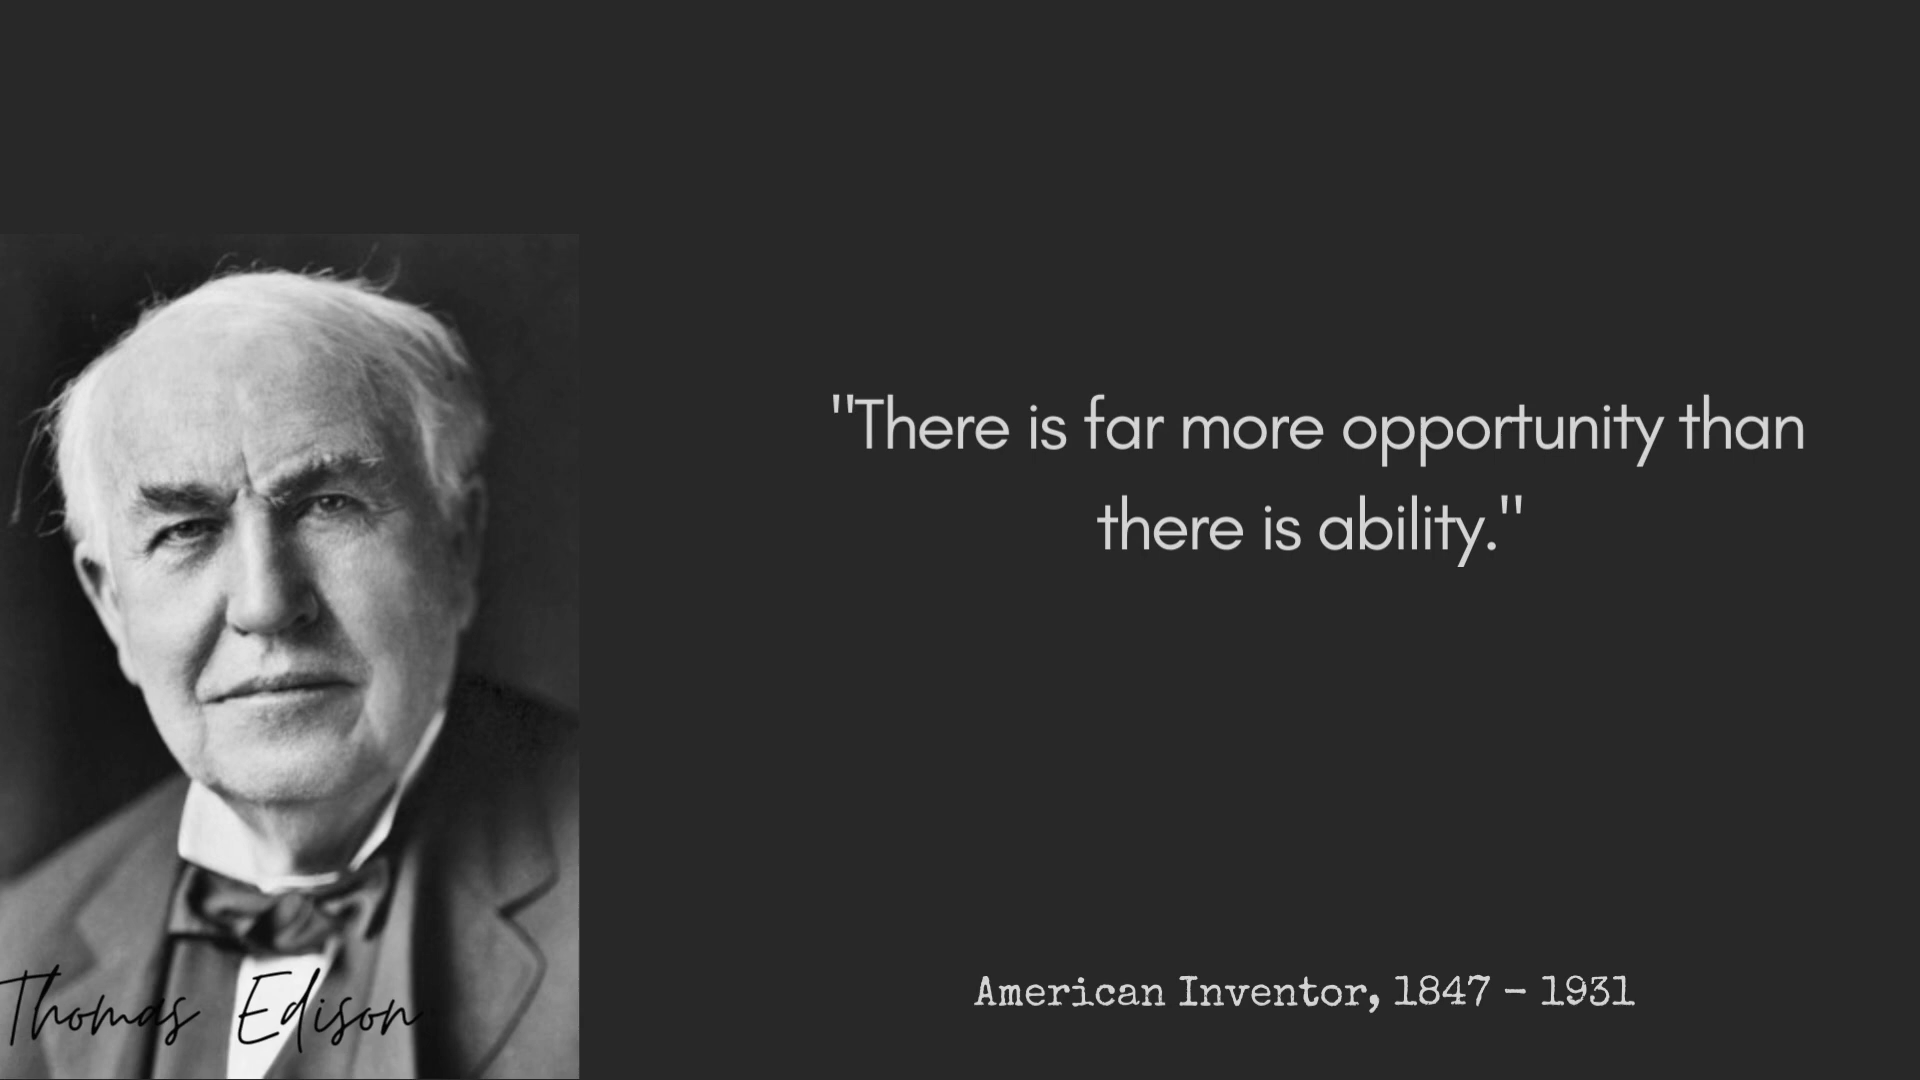 "There is far more opportunity than
there is ability."
Thomas Edison
American Inventor, 1847 - 1931